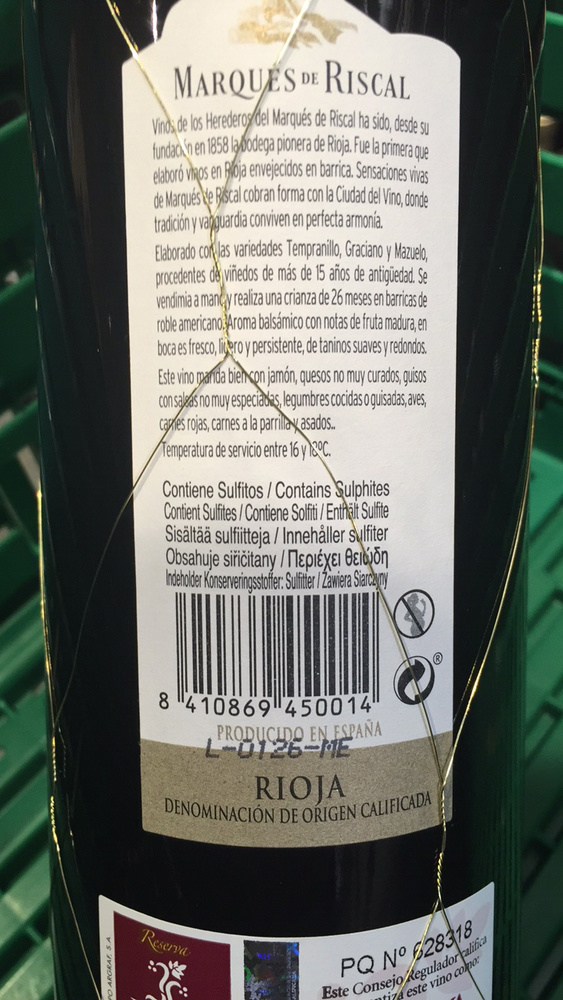 MARQUES DE RISCAL
Vinos de los Herederos del Marqués de Riscal ha sido, desde su
fundación en 1858 la bodega pionera de Rioja. Fue la primera que
elaboró vinos en Rioja envejecidos en barrica. Sensaciones vivas
de Marqués de Riscal cobran forma con la Ciudad del Vino, donde
tradición y vanguardia conviven en perfecta armonía.
Elaborado con las variedades Tempranillo, Graciano y Mazuelo,
procedentes de viñedos de más de 15 años de antigüedad. Se
vendimia a mano y realiza una crianza de 26 meses en barricas de
roble americano. Aroma balsámico con notas de fruta madura, en
boca es fresco, ligero y persistente, de taninos suaves y redondos.
Este vino marida bien con jamón, quesos no muy curados, guisos
con salsas no muy especiadas, legumbres cocidas o guisadas, aves,
carnes rojas, carnes a la parrilla y asados..
Temperatura de servicio entre 16 y 18ºC.
Contiene Sulfitos / Contains Sulphites
Contient Sulfites / Contiene Solfiti / Enthält Sulfite
Sisältää sulfiitteja / Innehåller sulfiter
Obsahuje siřičitany / Περιέχει θειώδη
Indeholder Konserveringsstoffer: Sulfitter / Zawiera Siarczyny
8 410869 450014
®
PRODUCIDO EN ESPAÑA
L-0126-ME
RIOJA
DENOMINACIÓN DE ORIGEN CALIFICADA
Reserva
PQ Nº 628318
Este Consejo Regulador califica
este vino como:
ARGRAF, S.A.